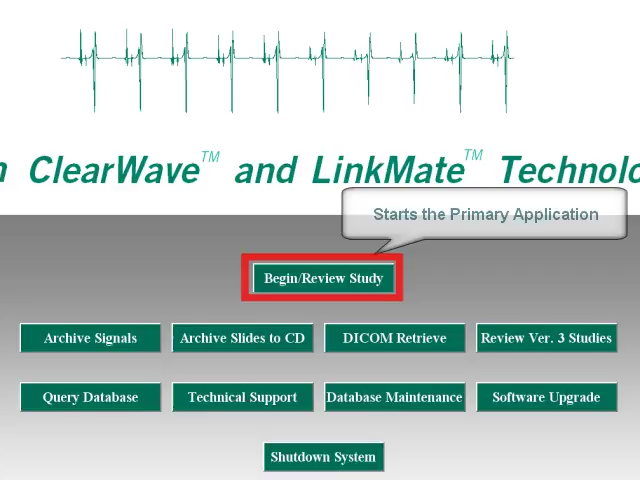 ClearWave™ and LinkMate™
Starts the Primary Application
Begin/Review Study
Archive Signals
Archive Slides to CD
DICOM Retrieve
Review Ver. 3 Studies
Query Database
Technical Support
Database Maintenance
Software Upgrade
Shutdown System